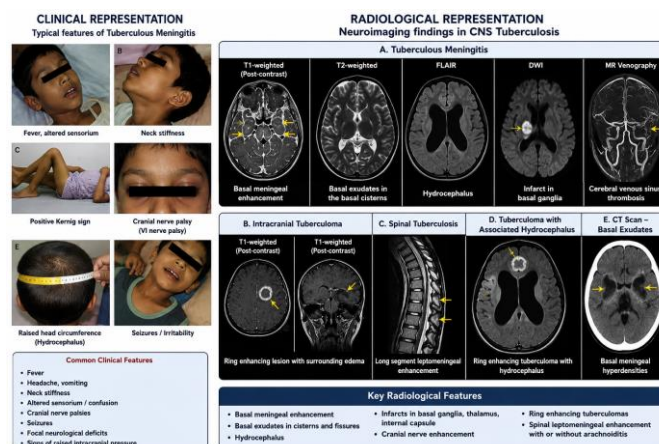 CLINICAL REPRESENTATION
Typical features of Tuberculous Meningitis
B
Fever, altered sensorium
Neck stiffness
C
Positive Kernig sign
Cranial nerve palsy
(VI nerve palsy)
E
Raised head circumference
(Hydrocephalus)
Seizures / Irritability
Common Clinical Features
• Fever
• Headache, vomiting
• Neck stiffness
• Altered sensorium / confusion
• Cranial nerve palsies
• Seizures
• Focal neurological deficits
• Signs of raised intracranial pressure
RADIOLOGICAL REPRESENTATION
Neuroimaging findings in CNS Tuberculosis
A. Tuberculous Meningitis
T1-weighted
(Post-contrast)
T2-weighted
FLAIR
DWI
MR Venography
Basal meningeal
enhancement
Basal exudates in
the basal cisterns
Hydrocephalus
Infarct in
basal ganglia
Cerebral venous sinus
thrombosis
B. Intracranial Tuberculoma
T1-weighted
(Post-contrast)
T1-weighted
(Post-contrast)
Ring enhancing lesion with surrounding edema
C. Spinal Tuberculosis
Long segment leptomeningeal
enhancement
D. Tuberculoma with
Associated Hydrocephalus
Ring enhancing tuberculoma with
hydrocephalus
E. CT Scan –
Basal Exudates
Basal meningeal
hyperdensities
Key Radiological Features
• Basal meningeal enhancement
• Basal exudates in cisterns and fissures
• Hydrocephalus
• Infarcts in basal ganglia, thalamus,
internal capsule
• Cranial nerve enhancement
• Ring enhancing tuberculomas
• Spinal leptomeningeal enhancement
with or without arachnoiditis